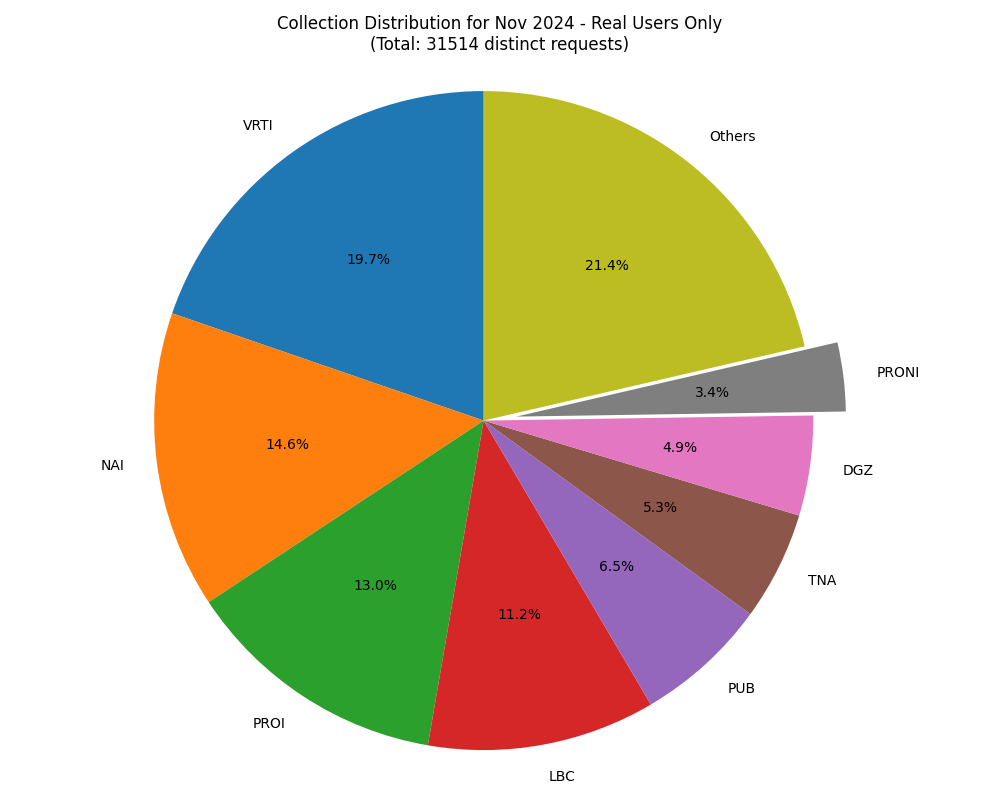 Collection Distribution for Nov 2024 - Real Users Only
(Total: 31514 distinct requests)
VRTI
Others
19.7%
21.4%
PRONI
3.4%
14.6%
4.9%
NAI
DGZ
5.3%
6.5%
TNA
13.0%
11.2%
PUB
PROI
LBC